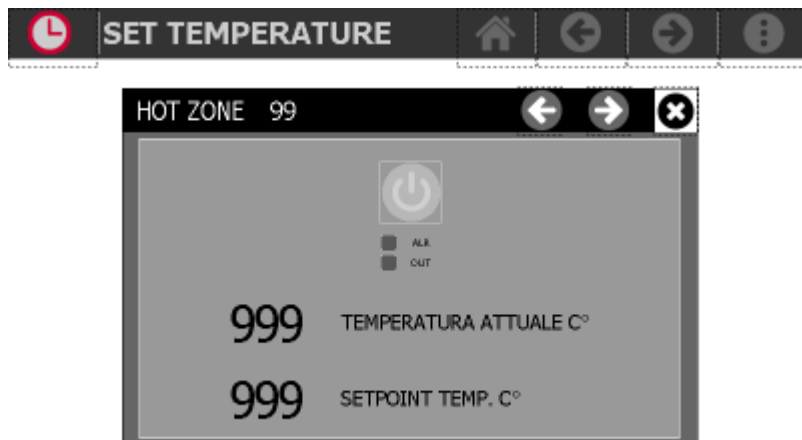 SET TEMPERATURE
HOT ZONE 99
ALR
OUT
999 TEMPERATURA ATTUALE C°
999 SETPOINT TEMP. C°